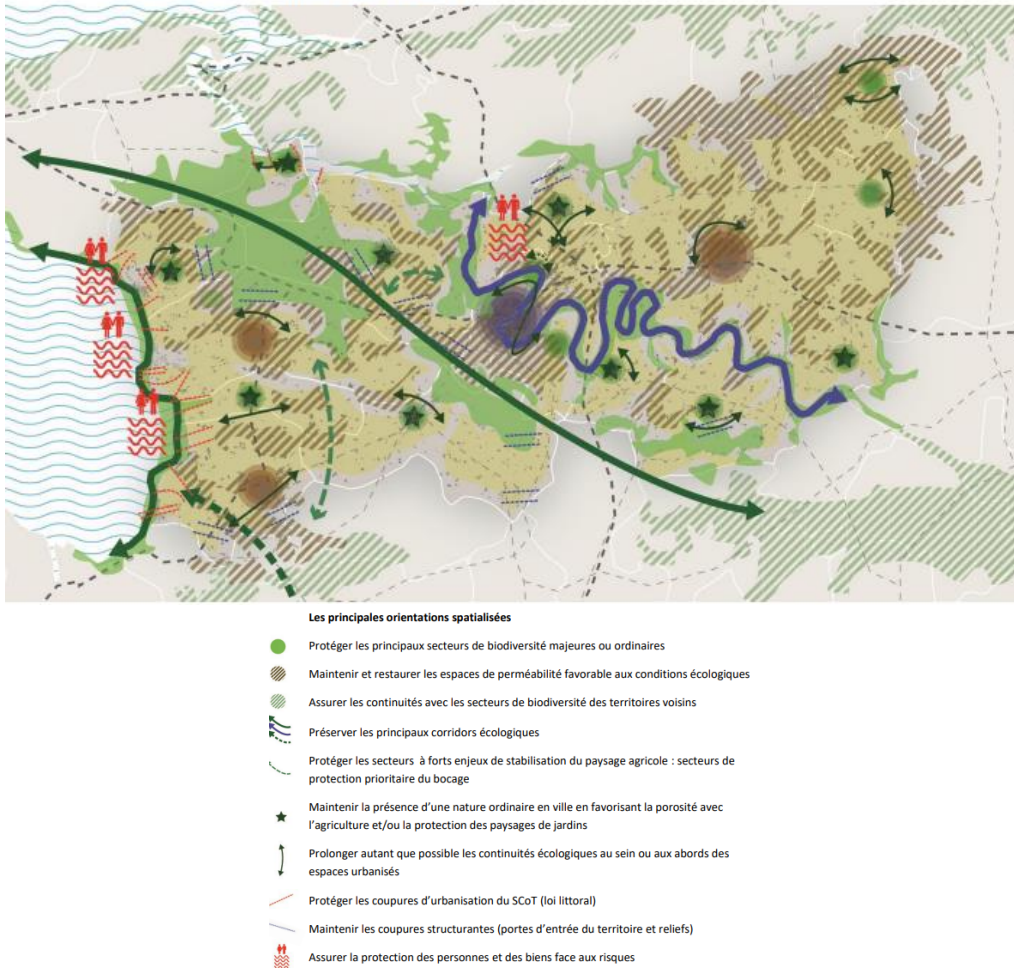 Les principales orientations spatialisées
Protéger les principaux secteurs de biodiversité majeures ou ordinaires
Maintenir et restaurer les espaces de perméabilité favorable aux conditions écologiques
Assurer les continuités avec les secteurs de biodiversité des territoires voisins
Préserver les principaux corridors écologiques
Protéger les secteurs à forts enjeux de stabilisation du paysage agricole : secteurs de
protection prioritaire du bocage
Maintenir la présence d'une nature ordinaire en ville en favorisant la porosité avec
l'agriculture et/ou la protection des paysages de jardins
Prolonger autant que possible les continuités écologiques au sein ou aux abords des
espaces urbanisés
Protéger les coupures d'urbanisation du SCoT (loi littoral)
Maintenir les coupures structurantes (portes d'entrée du territoire et reliefs)
Assurer la protection des personnes et des biens face aux risques